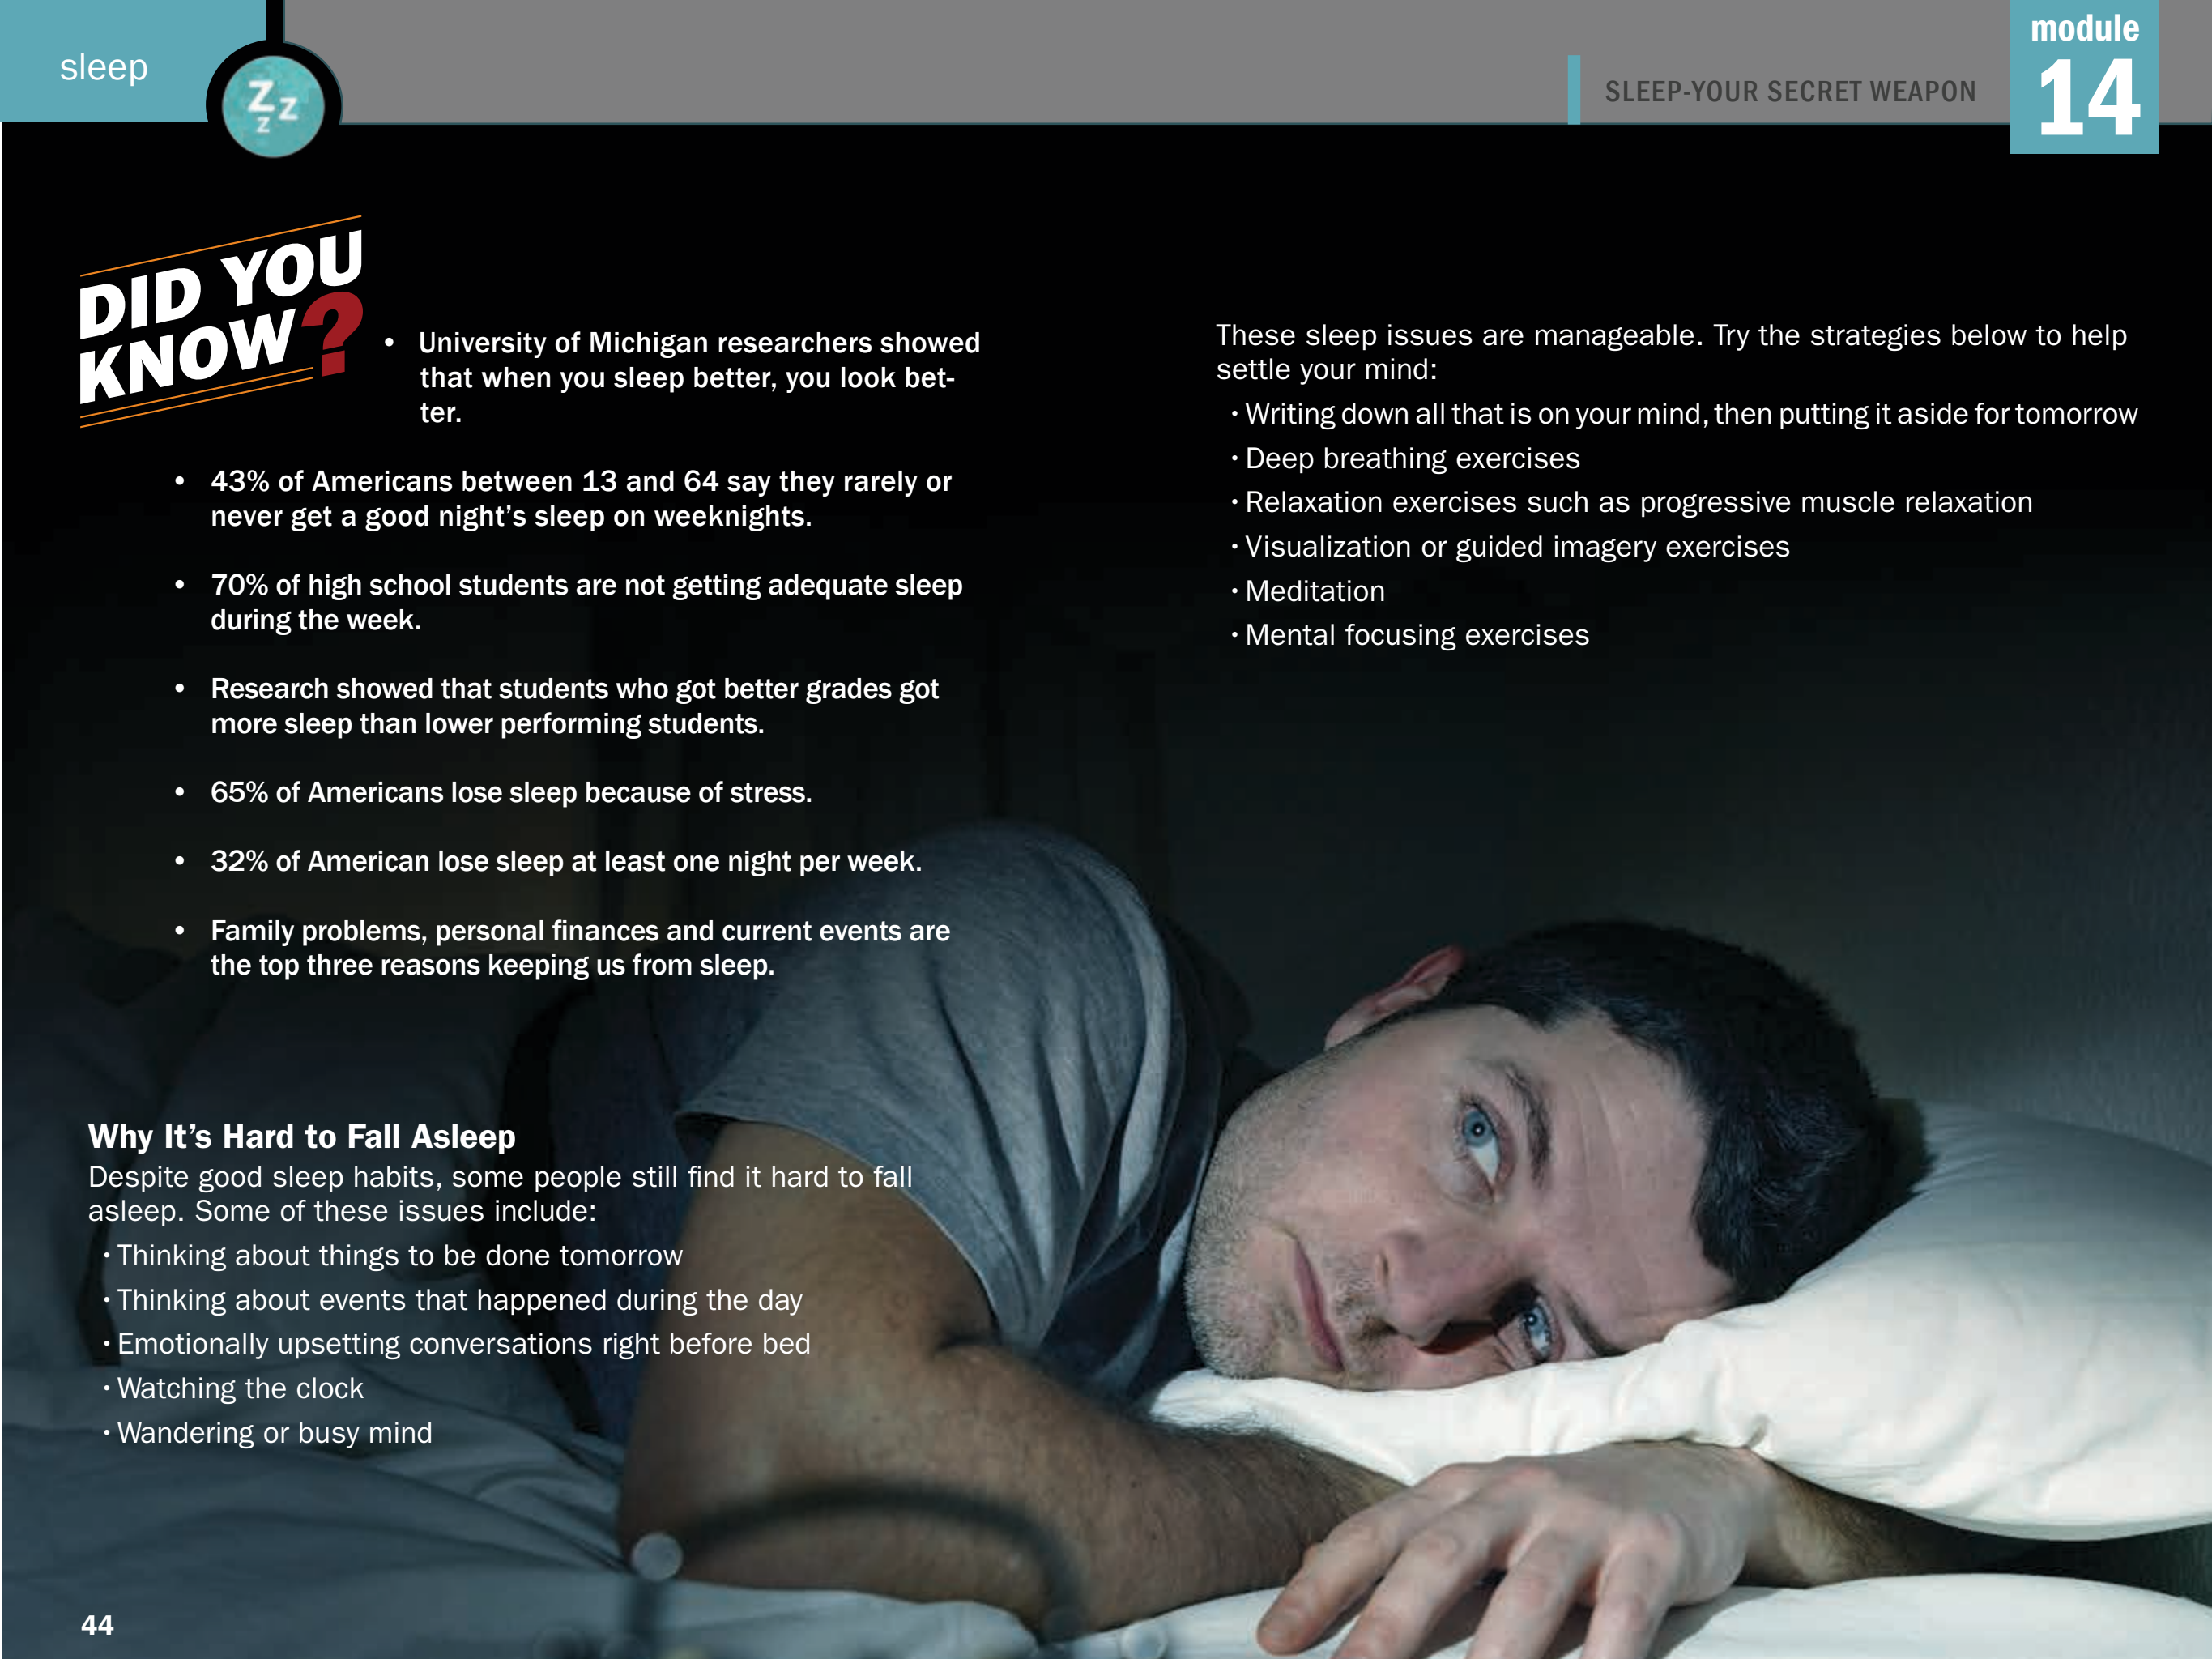 sleep
Z z z
SLEEP-YOUR SECRET WEAPON
module
14
DID YOU
KNOW?
• University of Michigan researchers showed
that when you sleep better, you look bet-
ter.
• 43% of Americans between 13 and 64 say they rarely or
never get a good night's sleep on weeknights.
• 70% of high school students are not getting adequate sleep
during the week.
• Research showed that students who got better grades got
more sleep than lower performing students.
• 65% of Americans lose sleep because of stress.
• 32% of American lose sleep at least one night per week.
• Family problems, personal finances and current events are
the top three reasons keeping us from sleep.
Why It's Hard to Fall Asleep
Despite good sleep habits, some people still find it hard to fall
asleep. Some of these issues include:
· Thinking about things to be done tomorrow
· Thinking about events that happened during the day
· Emotionally upsetting conversations right before bed
· Watching the clock
· Wandering or busy mind
These sleep issues are manageable. Try the strategies below to help
settle your mind:
· Writing down all that is on your mind, then putting it aside for tomorrow
· Deep breathing exercises
· Relaxation exercises such as progressive muscle relaxation
· Visualization or guided imagery exercises
· Meditation
· Mental focusing exercises
44